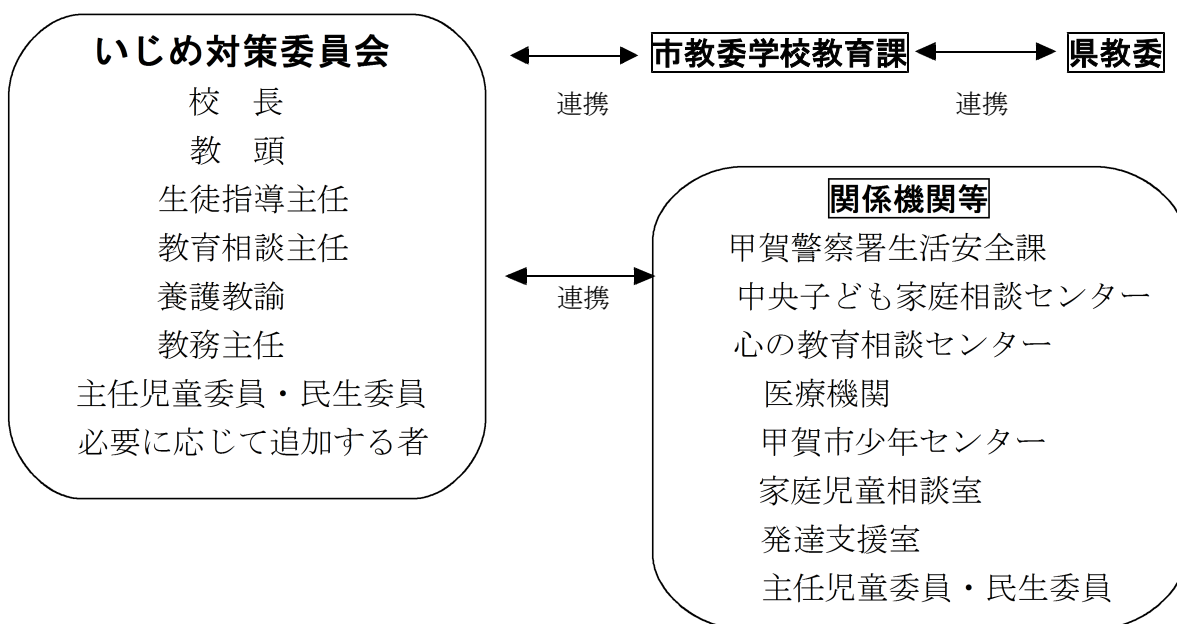 いじめ対策委員会
校　長
教　頭
生徒指導主任
教育相談主任
養護教諭
教務主任
主任児童委員・民生委員
必要に応じて追加する者
連携
市教委学校教育課
連携
県教委
連携
関係機関等
甲賀警察署生活安全課
中央子ども家庭相談センター
心の教育相談センター
医療機関
甲賀市少年センター
家庭児童相談室
発達支援室
主任児童委員・民生委員